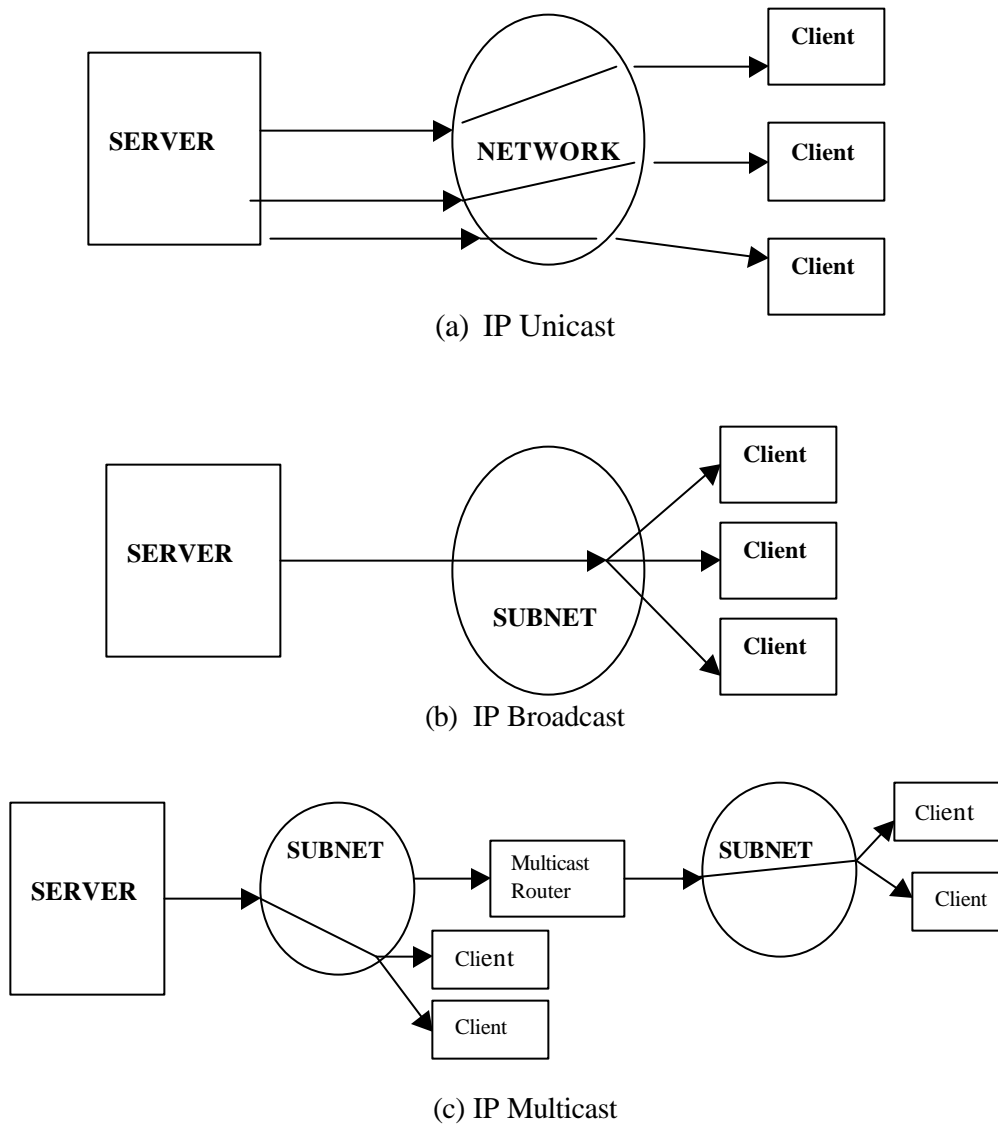 Client
SERVER
NETWORK
Client
Client
(a) IP Unicast
Client
SERVER
Client
SUBNET
Client
(b) IP Broadcast
Client
SUBNET
SUBNET
SERVER
Multicast
Router
Client
Client
Client
(c) IP Multicast